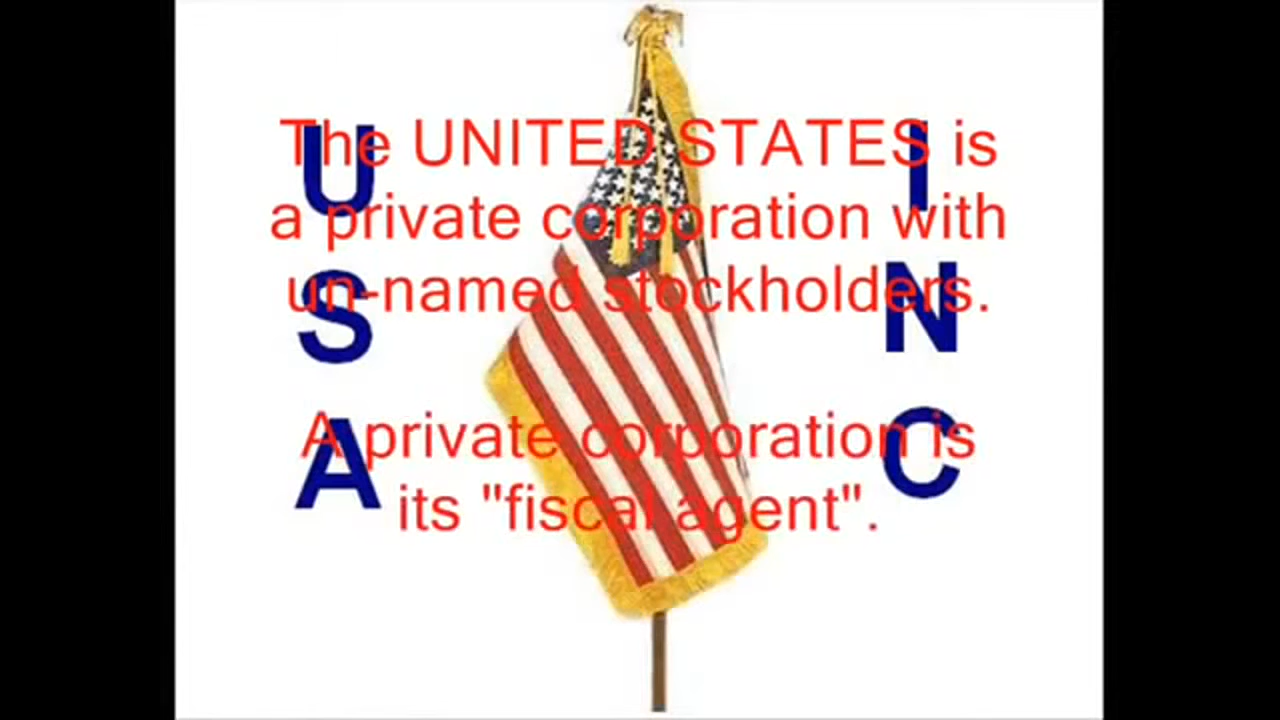 The UNITED STATES is
a private corporation with
un-named stockholders.
A private corporation is
its "fiscal agent".
U
S
A
I
N
C